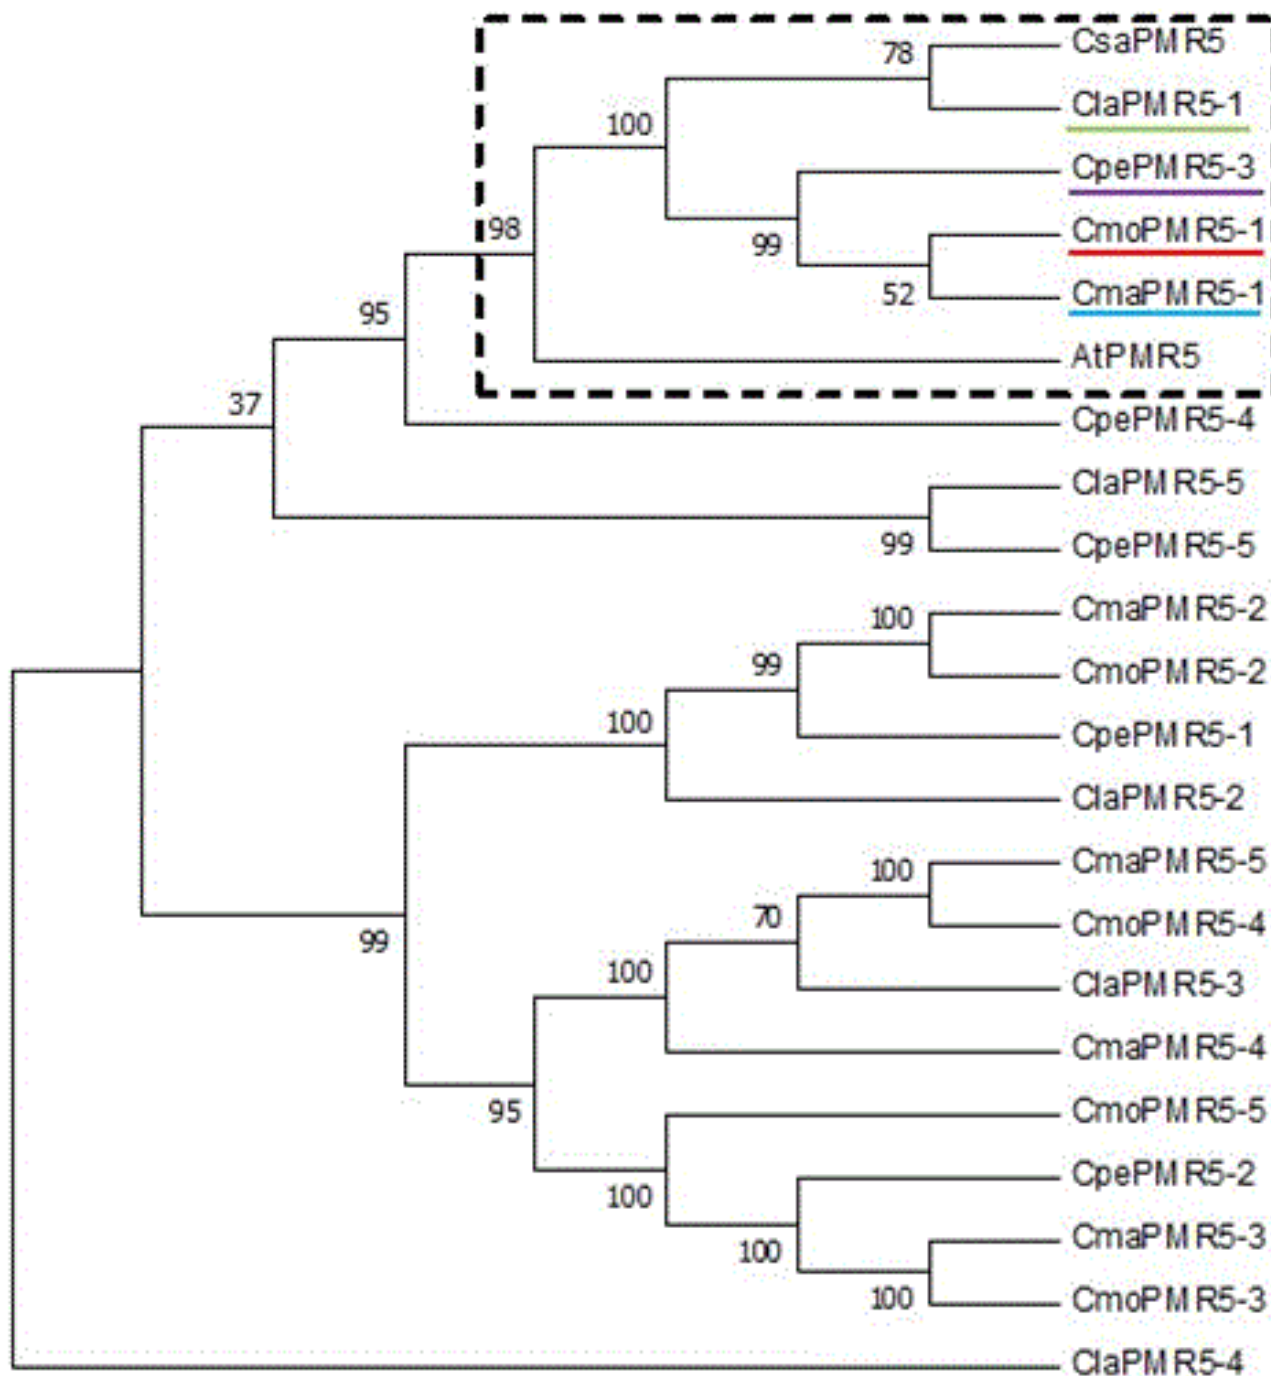 78
CsaPMR5
ClaPMR5-1
100
CpePMR5-3
98
99
CmoPMR5-1
52
CmaPMR5-1
95
AtPMR5
37
CpePMR5-4
ClaPMR5-5
99
CpePMR5-5
100
CmaPMR5-2
99
CmoPMR5-2
100
CpePMR5-1
ClaPMR5-2
100
CmaPMR5-5
70
CmoPMR5-4
99
100
ClaPMR5-3
CmaPMR5-4
95
CmoPMR5-5
100
CpePMR5-2
100
CmaPMR5-3
100
CmoPMR5-3
ClaPMR5-4